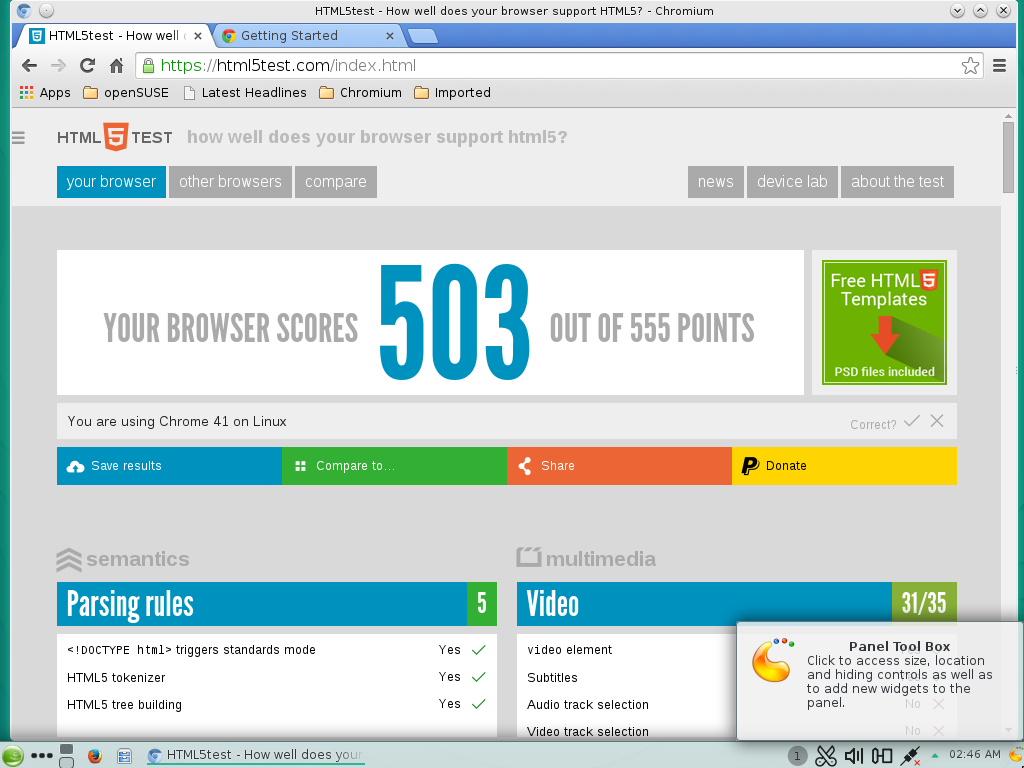 HTML5test - How well does your browser support HTML5? - Chromium
HTML5test - How well
Getting Started
https://html5test.com/index.html
Apps
openSUSE
Latest Headlines
Chromium
Imported
HTML 5 TEST
how well does your browser support html5?
your browser
other browsers
compare
news
device lab
about the test
YOUR BROWSER SCORES 503 OUT OF 555 POINTS
Free HTML5
Templates
PSD files included
You are using Chrome 41 on Linux
Correct?
Save results
Compare to...
Share
Donate
semantics
multimedia
Parsing rules 5
Video 31/35
<!DOCTYPE html> triggers standards mode Yes
video element
HTML5 tokenizer Yes
Subtitles
HTML5 tree building Yes
Audio track selection No
Video track selection No
Panel Tool Box
Click to access size, location
and hiding controls as well as
to add new widgets to the
panel.
HTML5test - How well does your
1
02:46 AM